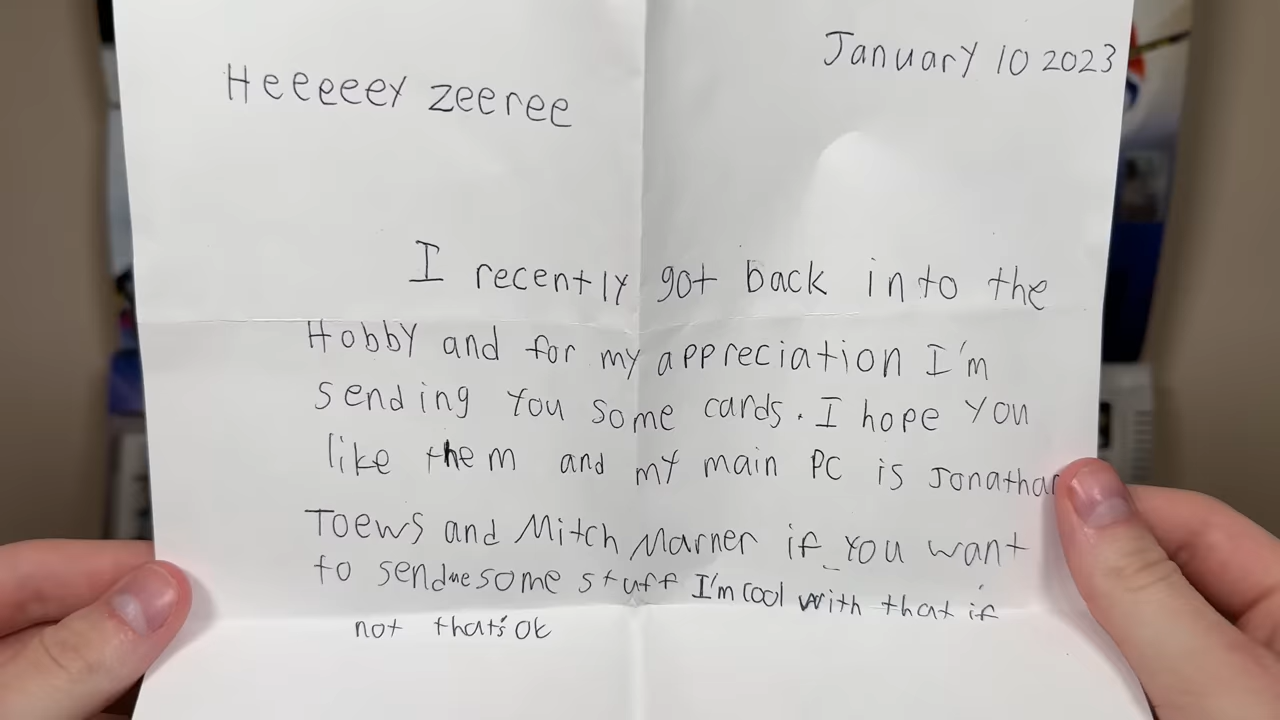 January 10 2023
Heeeeey zeeree
I recently got back into the
Hobby and for my appreciation I'm
sending You some cards. I hope You
like them and my main PC is Jonathan
Toews and Mitch Marner if You want
to send me some stuff I'm cool with that if
not that's ok